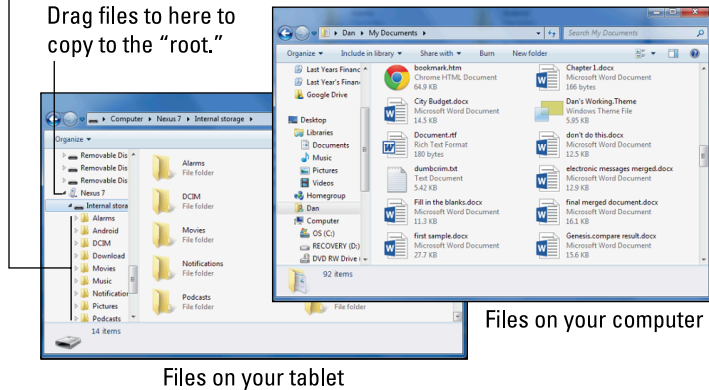 Drag files to here to
copy to the “root.”
Computer ▸ Nexus 7 ▸ Internal storage ▸
Organize ▾
Removable Dis
Removable Dis
Removable Dis
Nexus 7
Internal stora
Alarms
Android
DCIM
Download
Movies
Music
Notification
Pictures
Podcasts
Alarms
File folder
DCIM
File folder
Movies
File folder
Notifications
File folder
Podcasts
File folder
File folder
14 items
Dan ▸ My Documents ▸
Search My Documents
Organize ▾ Include in library ▾ Share with ▾ Burn New folder
Last Years Financ
Last Year's Financ
Google Drive
Desktop
Libraries
Documents
Music
Pictures
Videos
Homegroup
Dan
Computer
OS (C:)
RECOVERY (D:)
DVD RW Drive
bookmark.htm
Chrome HTML Document
64.9 KB
City Budget.docx
Microsoft Word Document
14.5 KB
Document.rtf
Rich Text Format
180 bytes
dumbcrim.txt
Text Document
5.42 KB
Fill in the blanks.docx
Microsoft Word Document
11.3 KB
first sample.docx
Microsoft Word Document
27.7 KB
Chapter 1.docx
Microsoft Word Document
166 bytes
Dan's Working.Theme
Windows Theme File
5.95 KB
don't do this.docx
Microsoft Word Document
12.5 KB
electronic messages merged.docx
Microsoft Word Document
12.9 KB
final merged document.docx
Microsoft Word Document
16.1 KB
Genesis.compare result.docx
Microsoft Word Document
15.6 KB
92 items
Files on your computer
Files on your tablet